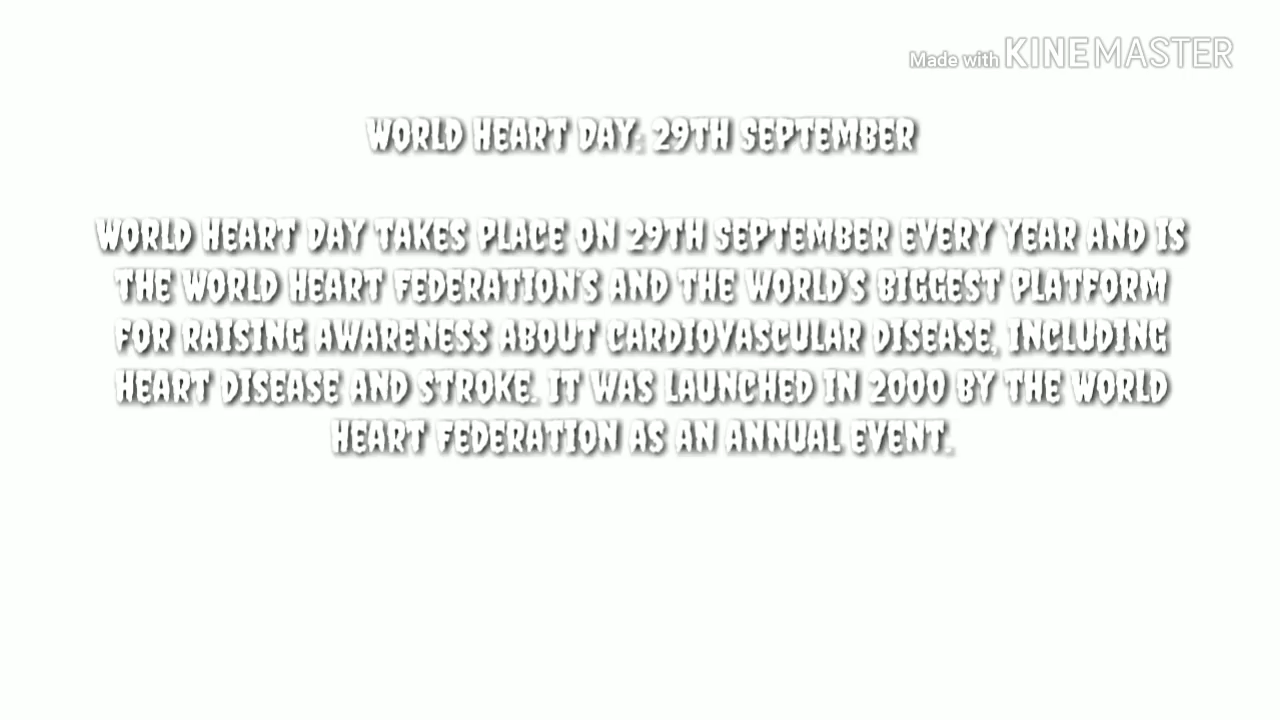 Made with KINEMASTER
WORLD HEART DAY: 29TH SEPTEMBER
WORLD HEART DAY TAKES PLACE ON 29TH SEPTEMBER EVERY YEAR AND IS
THE WORLD HEART FEDERATION'S AND THE WORLD'S BIGGEST PLATFORM
FOR RAISING AWARENESS ABOUT CARDIOVASCULAR DISEASE, INCLUDING
HEART DISEASE AND STROKE. IT WAS LAUNCHED IN 2000 BY THE WORLD
HEART FEDERATION AS AN ANNUAL EVENT.